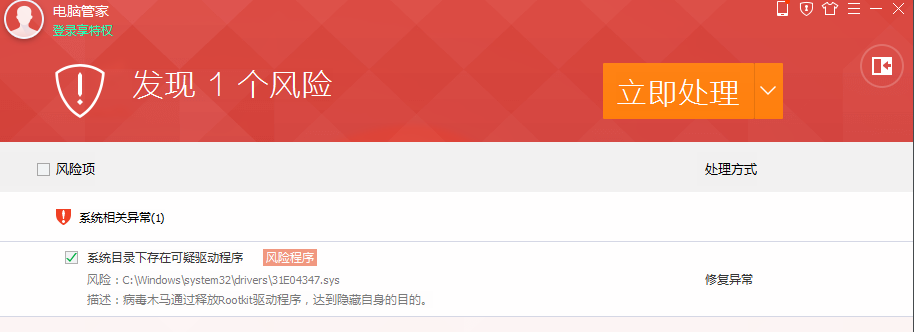 电脑管家
登录享特权
发现 1 个风险
立即处理
风险项 处理方式
系统相关异常(1)
系统目录下存在可疑驱动程序 风险程序
风险：C:\Windows\system32\drivers\31E04347.sys
修复异常
描述：病毒木马通过释放Rootkit驱动程序，达到隐藏自身的目的。